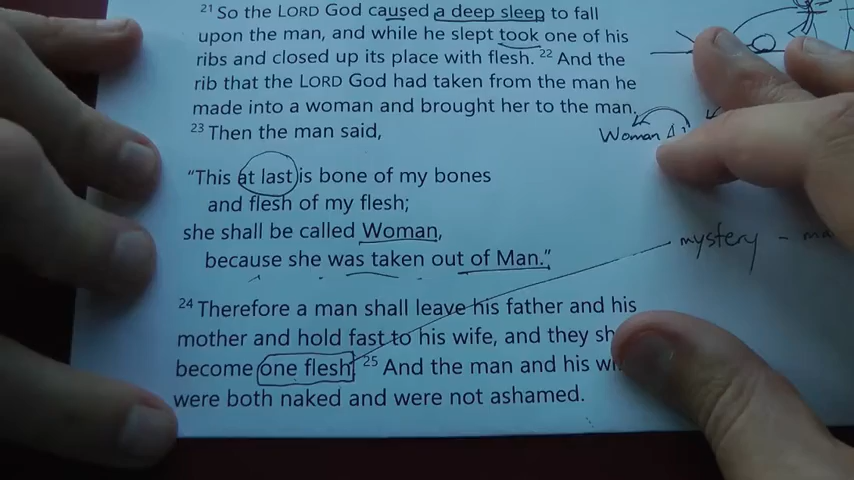 21 So the LORD God caused a deep sleep to fall
upon the man, and while he slept took one of his
ribs and closed up its place with flesh. 22 And the
rib that the LORD God had taken from the man he
made into a woman and brought her to the man.
23 Then the man said,
Woman
“This at last is bone of my bones
and flesh of my flesh;
she shall be called Woman,
because she was taken out of Man.”
mystery -
24 Therefore a man shall leave his father and his
mother and hold fast to his wife, and they
become one flesh. 25 And the man and his
were both naked and were not ashamed.